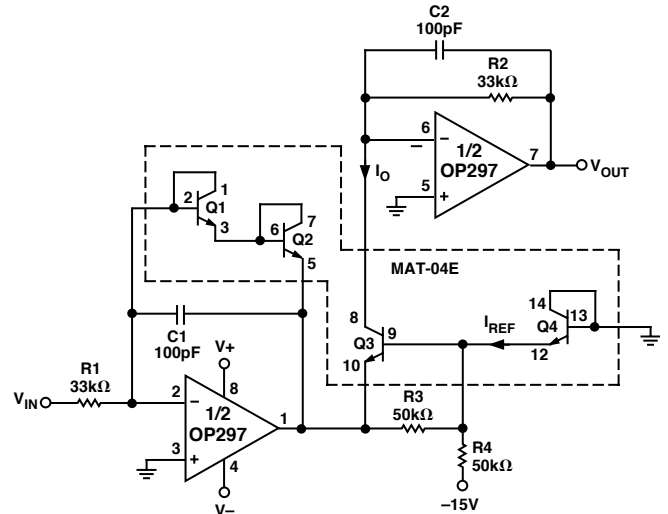 C2
100pF
R2
33kΩ
6
−
1/2
OP297
7
VOUT
5
+
IO
1
2
Q1
3
7
6
Q2
5
MAT-04E
8
9
Q3
10
IREF
14
13
Q4
12
C1
100pF
V+
R1
33kΩ
VIN
2
−
8
1/2
OP297
1
3
+
4
V−
R3
50kΩ
R4
50kΩ
−15V